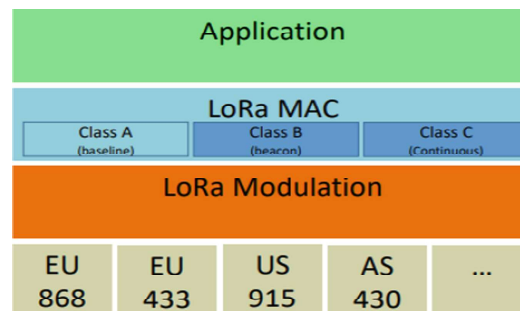 Application
LoRa MAC
Class A Class B Class C
(baseline) (beacon) (Continuous)
LoRa Modulation
EU EU US AS ...
868 433 915 430